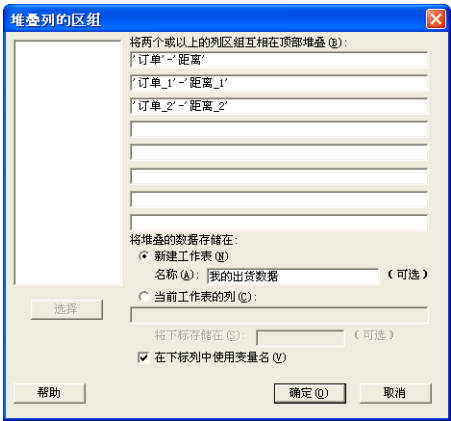 堆叠列的区组
将两个或以上的列区组互相在顶部堆叠(B):
'订单'-'距离'
'订单_1'-'距离_1'
'订单_2'-'距离_2'
将堆叠的数据存储在:
新建工作表(N)
名称(A): 我的出货数据 (可选)
当前工作表的列(C):
选择
将下标存储在(S): (可选)
在下标列中使用变量名(V)
帮助 确定(O) 取消